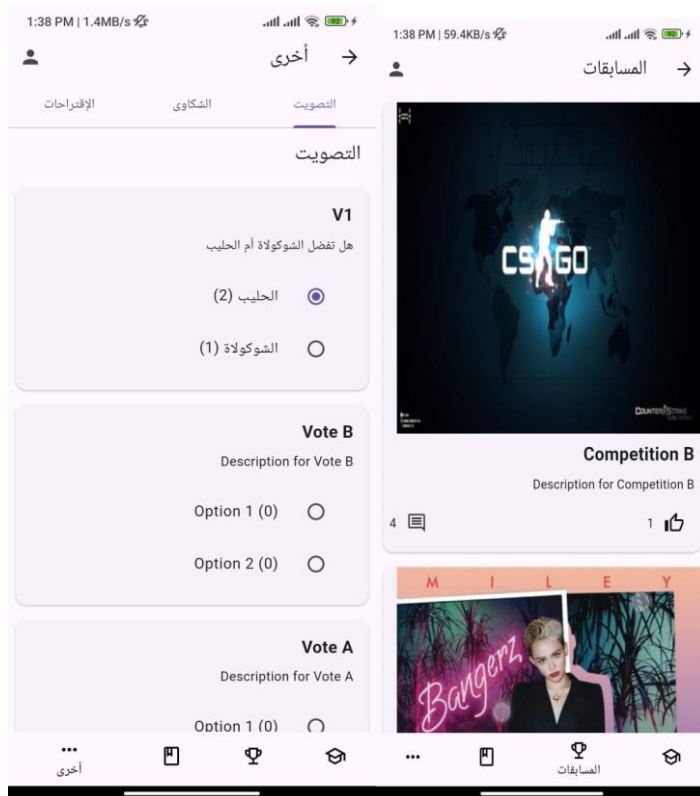 1:38 PM | 1.4MB/s
92
أخرى
التصويت
الشكاوى
الإقتراحات
التصويت
V1
هل تفضل الشوكولاة أم الحليب
الحليب (2)
الشوكولاة (1)
Vote B
Description for Vote B
Option 1 (0)
Option 2 (0)
Vote A
Description for Vote A
Option 1 (0)
أخرى
1:38 PM | 59.4KB/s
92
المسابقات
CS GO
COUNTER STRIKE
Competition B
Description for Competition B
4
1
MILEY
Bangerz
المسابقات